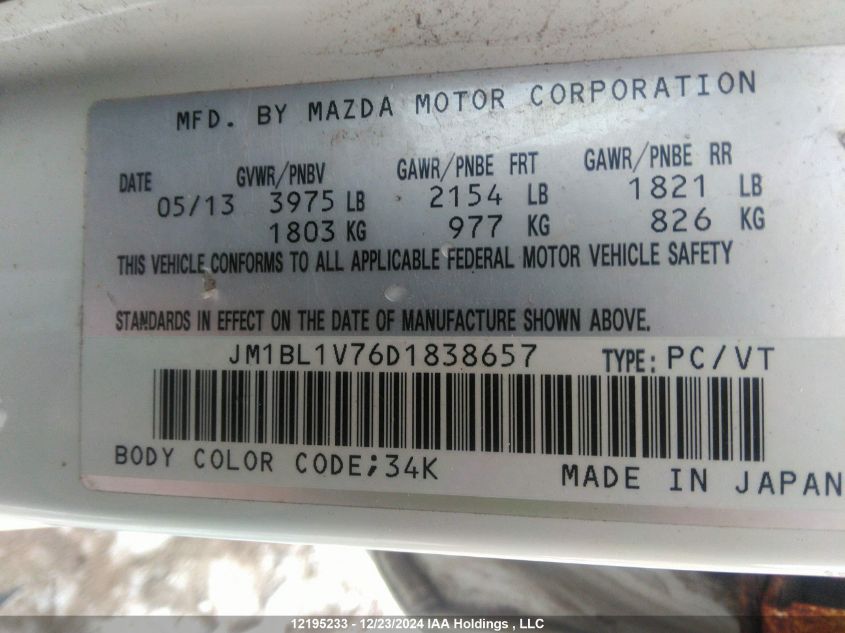 MFD. BY MAZDA MOTOR CORPORATION
DATE GVWR/PNBV GAWR/PNBE FRT GAWR/PNBE RR
05/13 3975 LB 2154 LB 1821 LB
1803 KG 977 KG 826 KG
THIS VEHICLE CONFORMS TO ALL APPLICABLE FEDERAL MOTOR VEHICLE SAFETY
STANDARDS IN EFFECT ON THE DATE OF MANUFACTURE SHOWN ABOVE.
JM1BL1V76D1838657 TYPE: PC/VT
BODY COLOR CODE;34K MADE IN JAPAN
12195233 - 12/23/2024 IAA Holdings , LLC